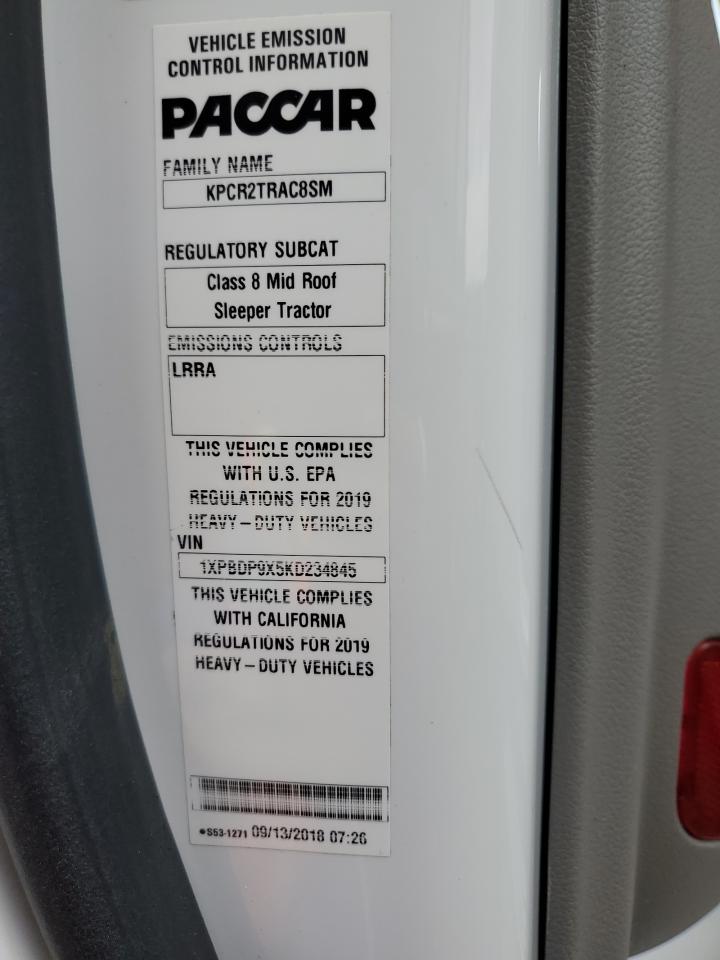 VEHICLE EMISSION
CONTROL INFORMATION
PACCAR
FAMILY NAME
KPCR2TRAC8SM
REGULATORY SUBCAT
Class 8 Mid Roof
Sleeper Tractor
EMISSIONS CONTROLS
LRRA
THIS VEHICLE COMPLIES
WITH U.S. EPA
REGULATIONS FOR 2019
HEAVY-DUTY VEHICLES
VIN
1XPBDP9X5KD234845
THIS VEHICLE COMPLIES
WITH CALIFORNIA
REGULATIONS FOR 2019
HEAVY-DUTY VEHICLES
●S53-1271 09/13/2018 07:26